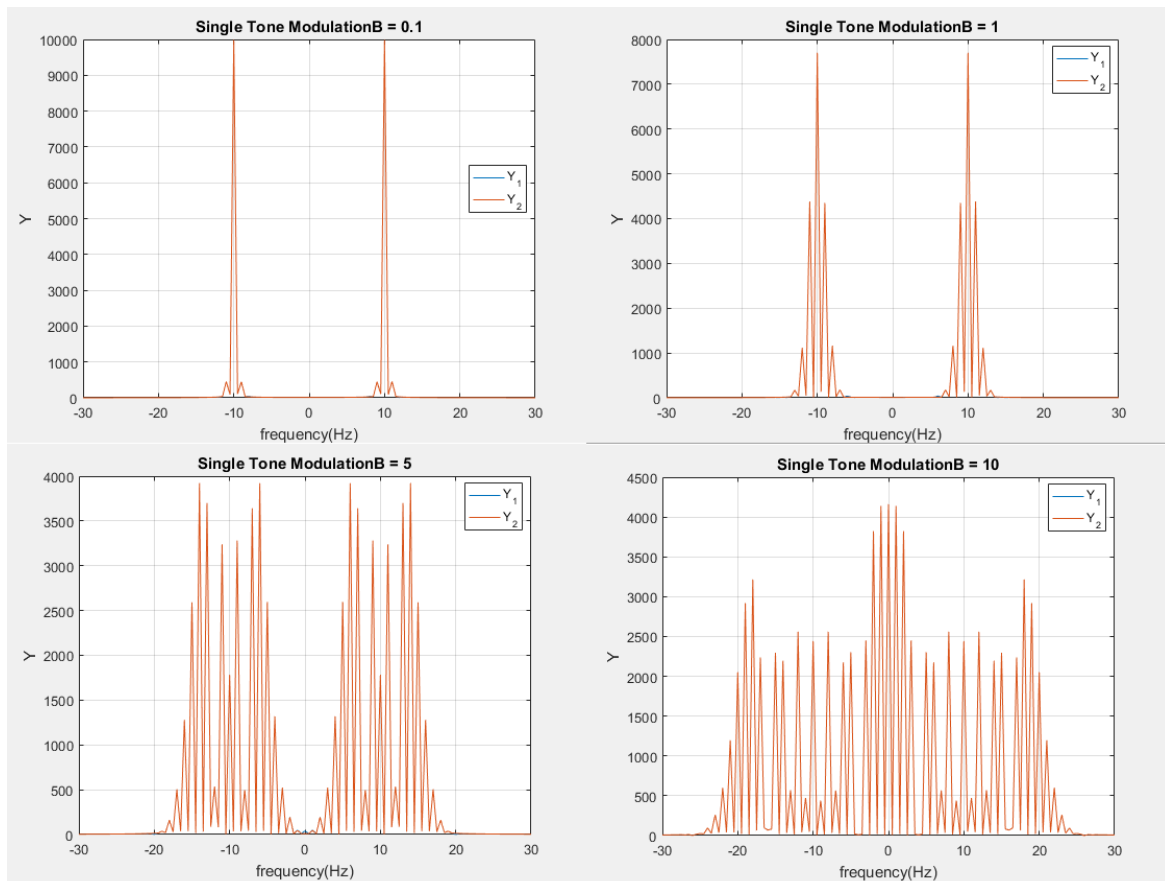 Single Tone ModulationB = 0.1
10000
9000
8000
7000
6000
5000
4000
3000
2000
1000
0
Y
Y1
Y2
-30 -20 -10 0 10 20 30
frequency(Hz)
Single Tone ModulationB = 1
8000
7000
6000
5000
4000
3000
2000
1000
0
Y
Y1
Y2
-30 -20 -10 0 10 20 30
frequency(Hz)
Single Tone ModulationB = 5
4000
3500
3000
2500
2000
1500
1000
500
0
Y
Y1
Y2
-30 -20 -10 0 10 20 30
frequency(Hz)
Single Tone ModulationB = 10
4500
4000
3500
3000
2500
2000
1500
1000
500
0
Y
Y1
Y2
-30 -20 -10 0 10 20 30
frequency(Hz)